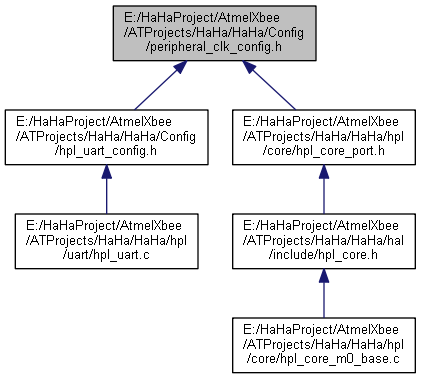 E:/HaHaProject/AtmelXbee
/ATProjects/HaHa/HaHa/Config
/peripheral_clk_config.h
E:/HaHaProject/AtmelXbee
/ATProjects/HaHa/HaHa/Config
/hpl_uart_config.h
E:/HaHaProject/AtmelXbee
/ATProjects/HaHa/HaHa/hpl
/core/hpl_core_port.h
E:/HaHaProject/AtmelXbee
/ATProjects/HaHa/HaHa/hpl
/uart/hpl_uart.c
E:/HaHaProject/AtmelXbee
/ATProjects/HaHa/HaHa/hal
/include/hpl_core.h
E:/HaHaProject/AtmelXbee
/ATProjects/HaHa/HaHa/hpl
/core/hpl_core_m0_base.c